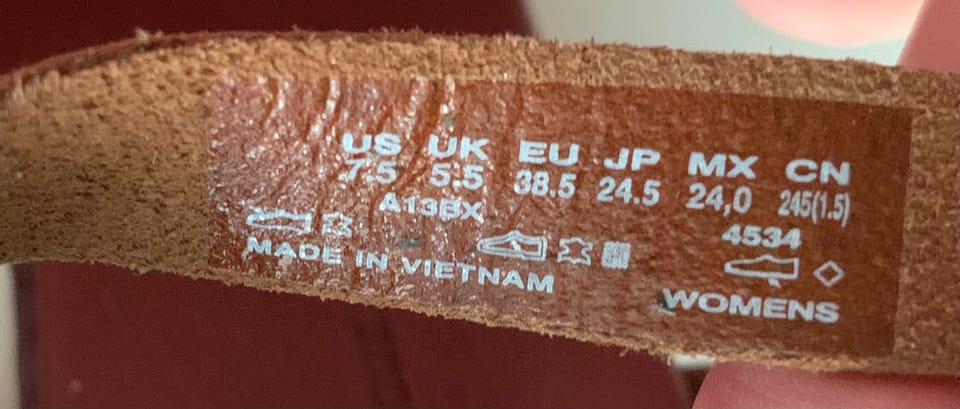 US UK EU JP MX CN
7.5 5.5 38.5 24.5 24,0 245(1.5)
A13BX 4534
MADE IN VIETNAM WOMENS